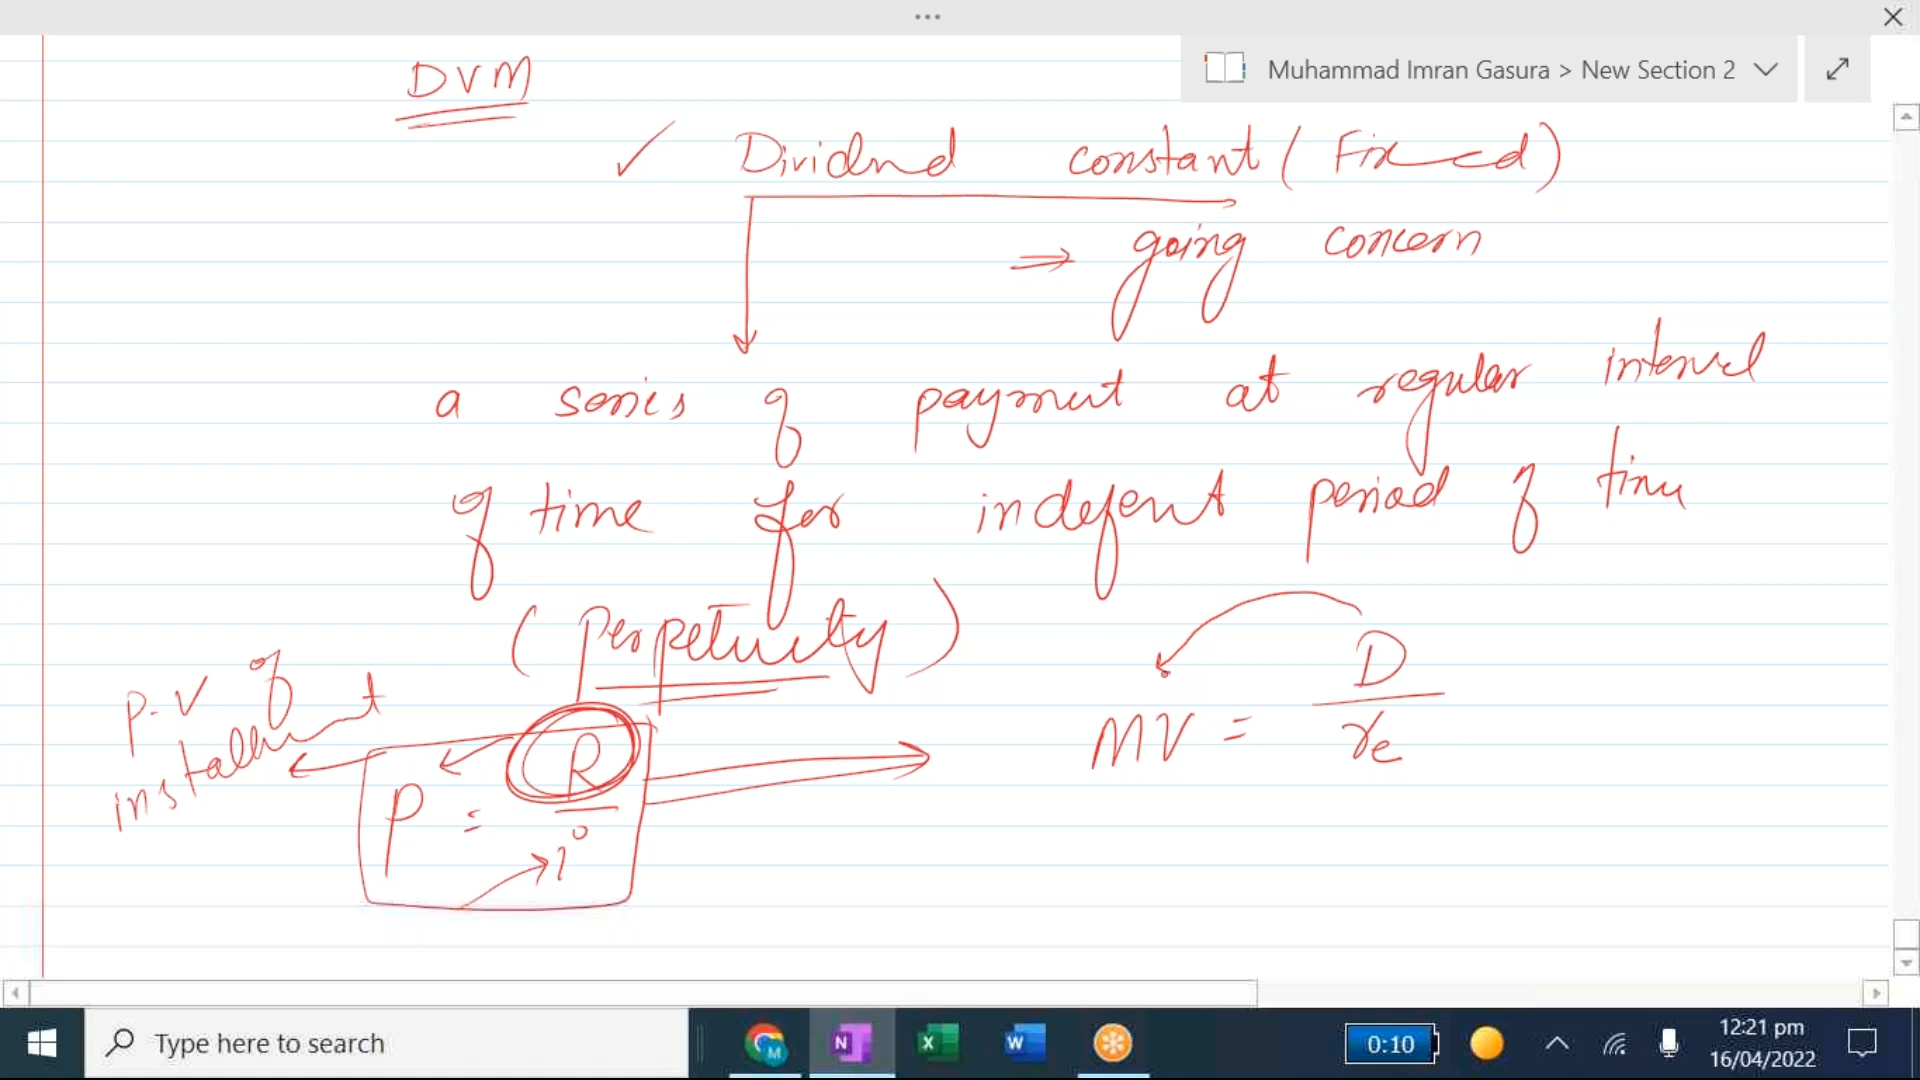 DVM
Muhammad Imran Gasura > New Section 2
✓ Dividnd constant ( Fixed )
⇒ going concern
a series of payment at regular interval
of time for indefent period of time
( Perpetuity )
P.V of
installment
P = R / i
MV = D / re
Type here to search
0:10
12:21 pm
16/04/2022